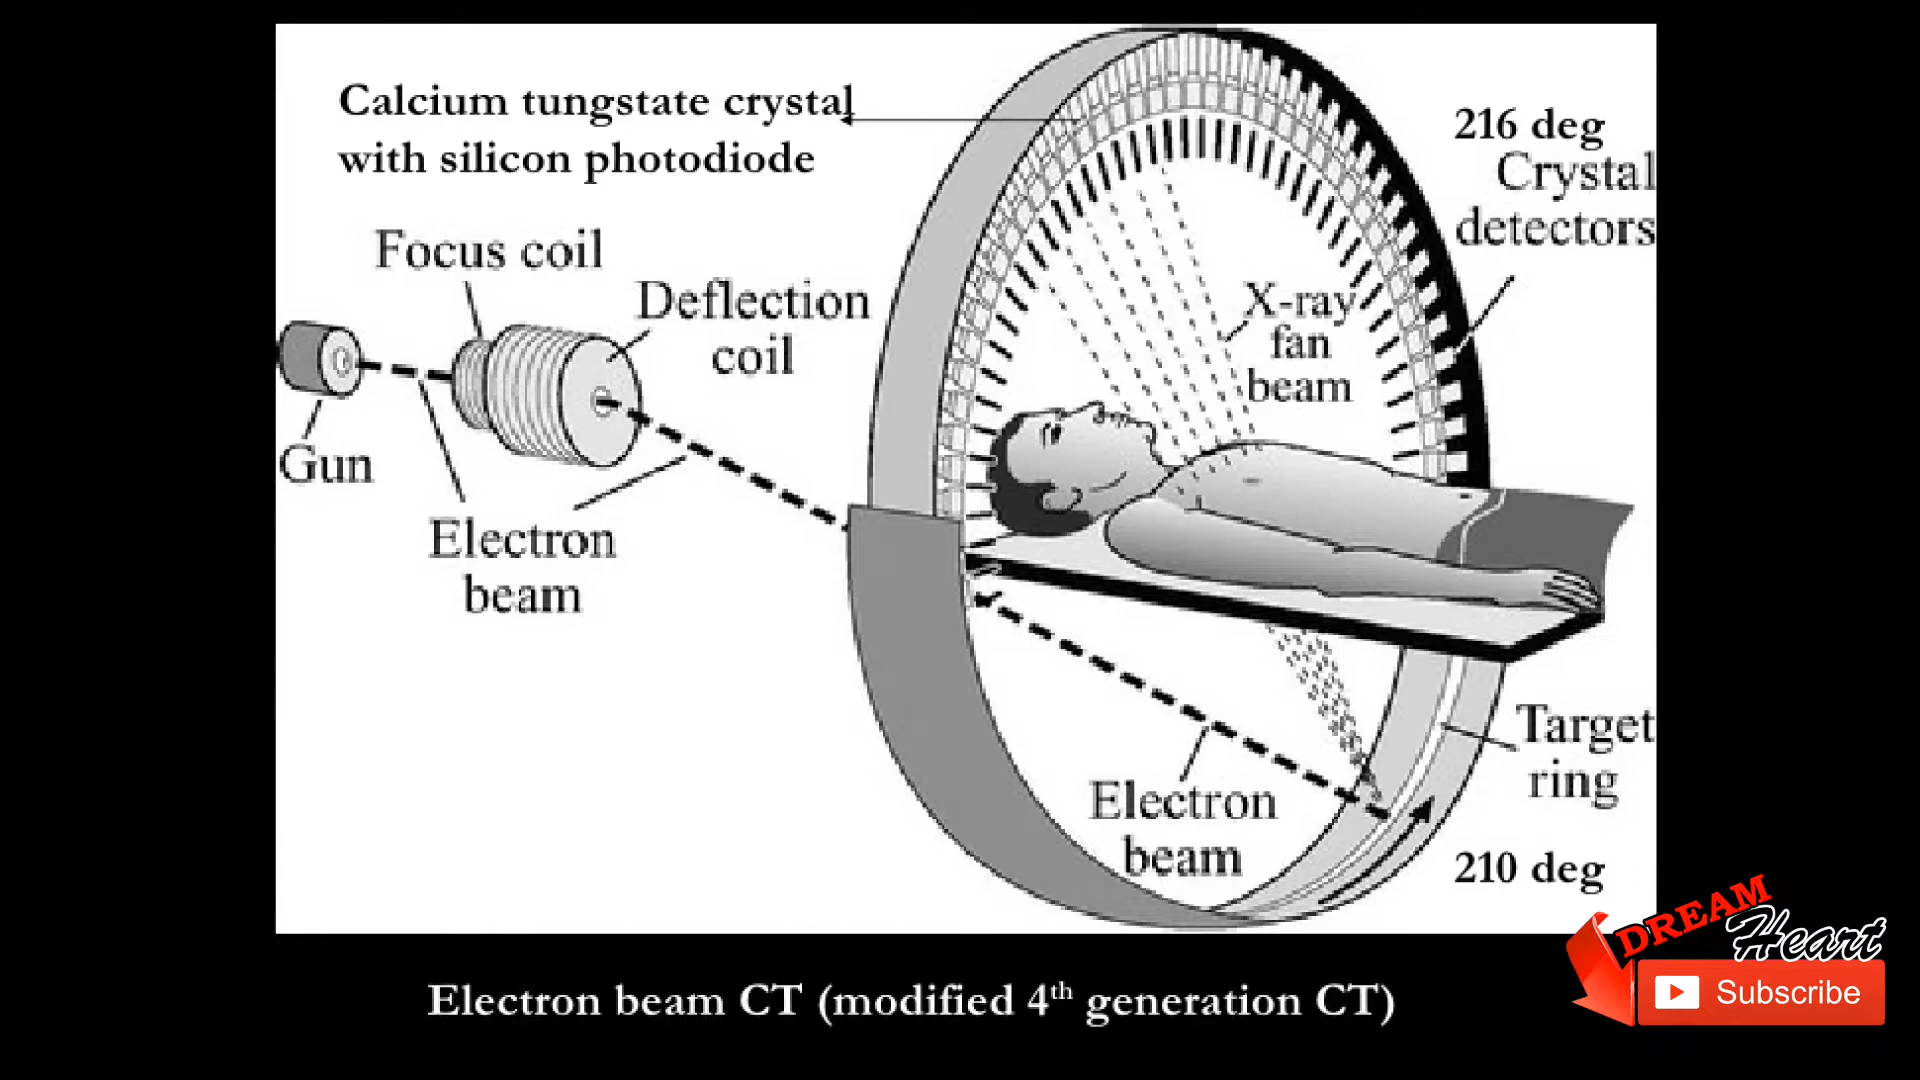 Calcium tungstate crystal
with silicon photodiode
216 deg
Crystal
detectors
Focus coil
Deflection
coil
X-ray
fan
beam
Gun
Electron
beam
Target
ring
Electron
beam
210 deg
DREAM
Heart
Subscribe
Electron beam CT (modified 4th generation CT)